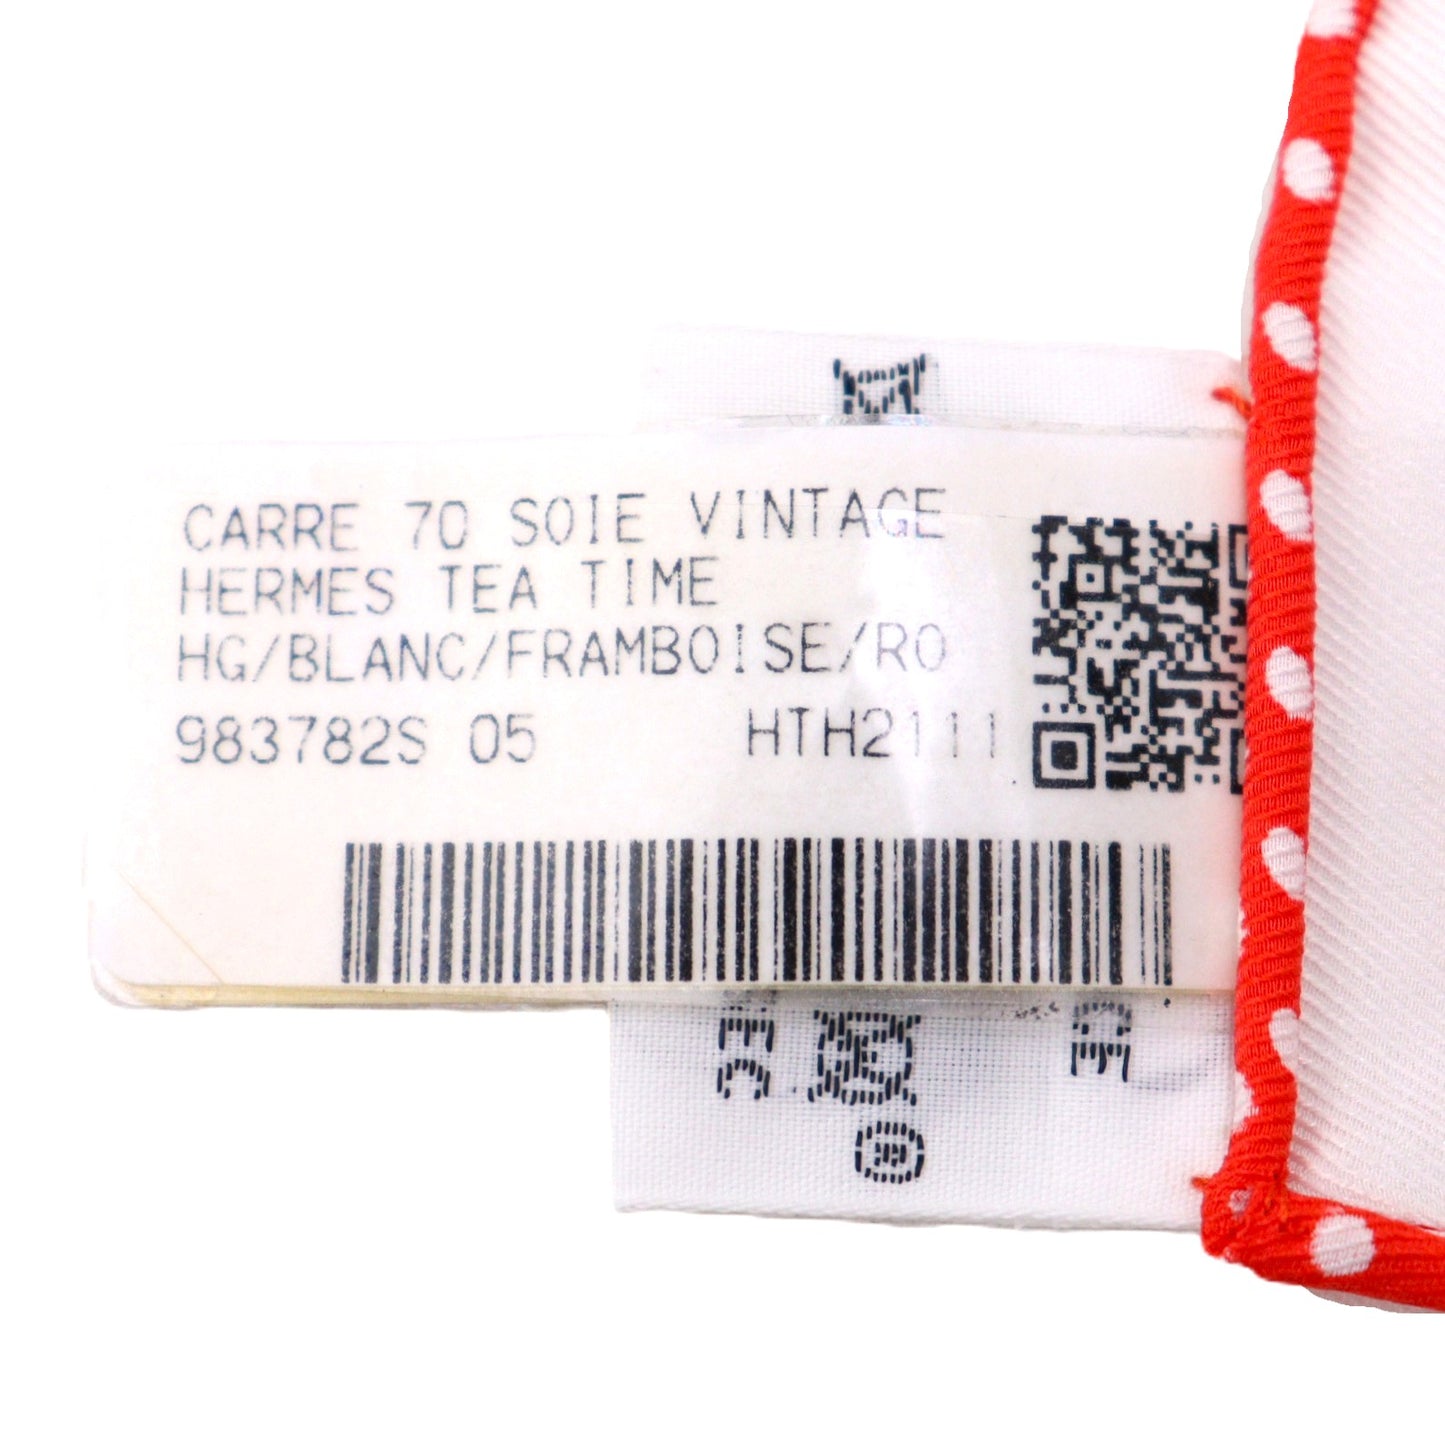 CARRE 70 SOIE VINTAGE
HERMES TEA TIME
HG/BLANC/FRAMBOISE/RO
983782S 05 HTH2111